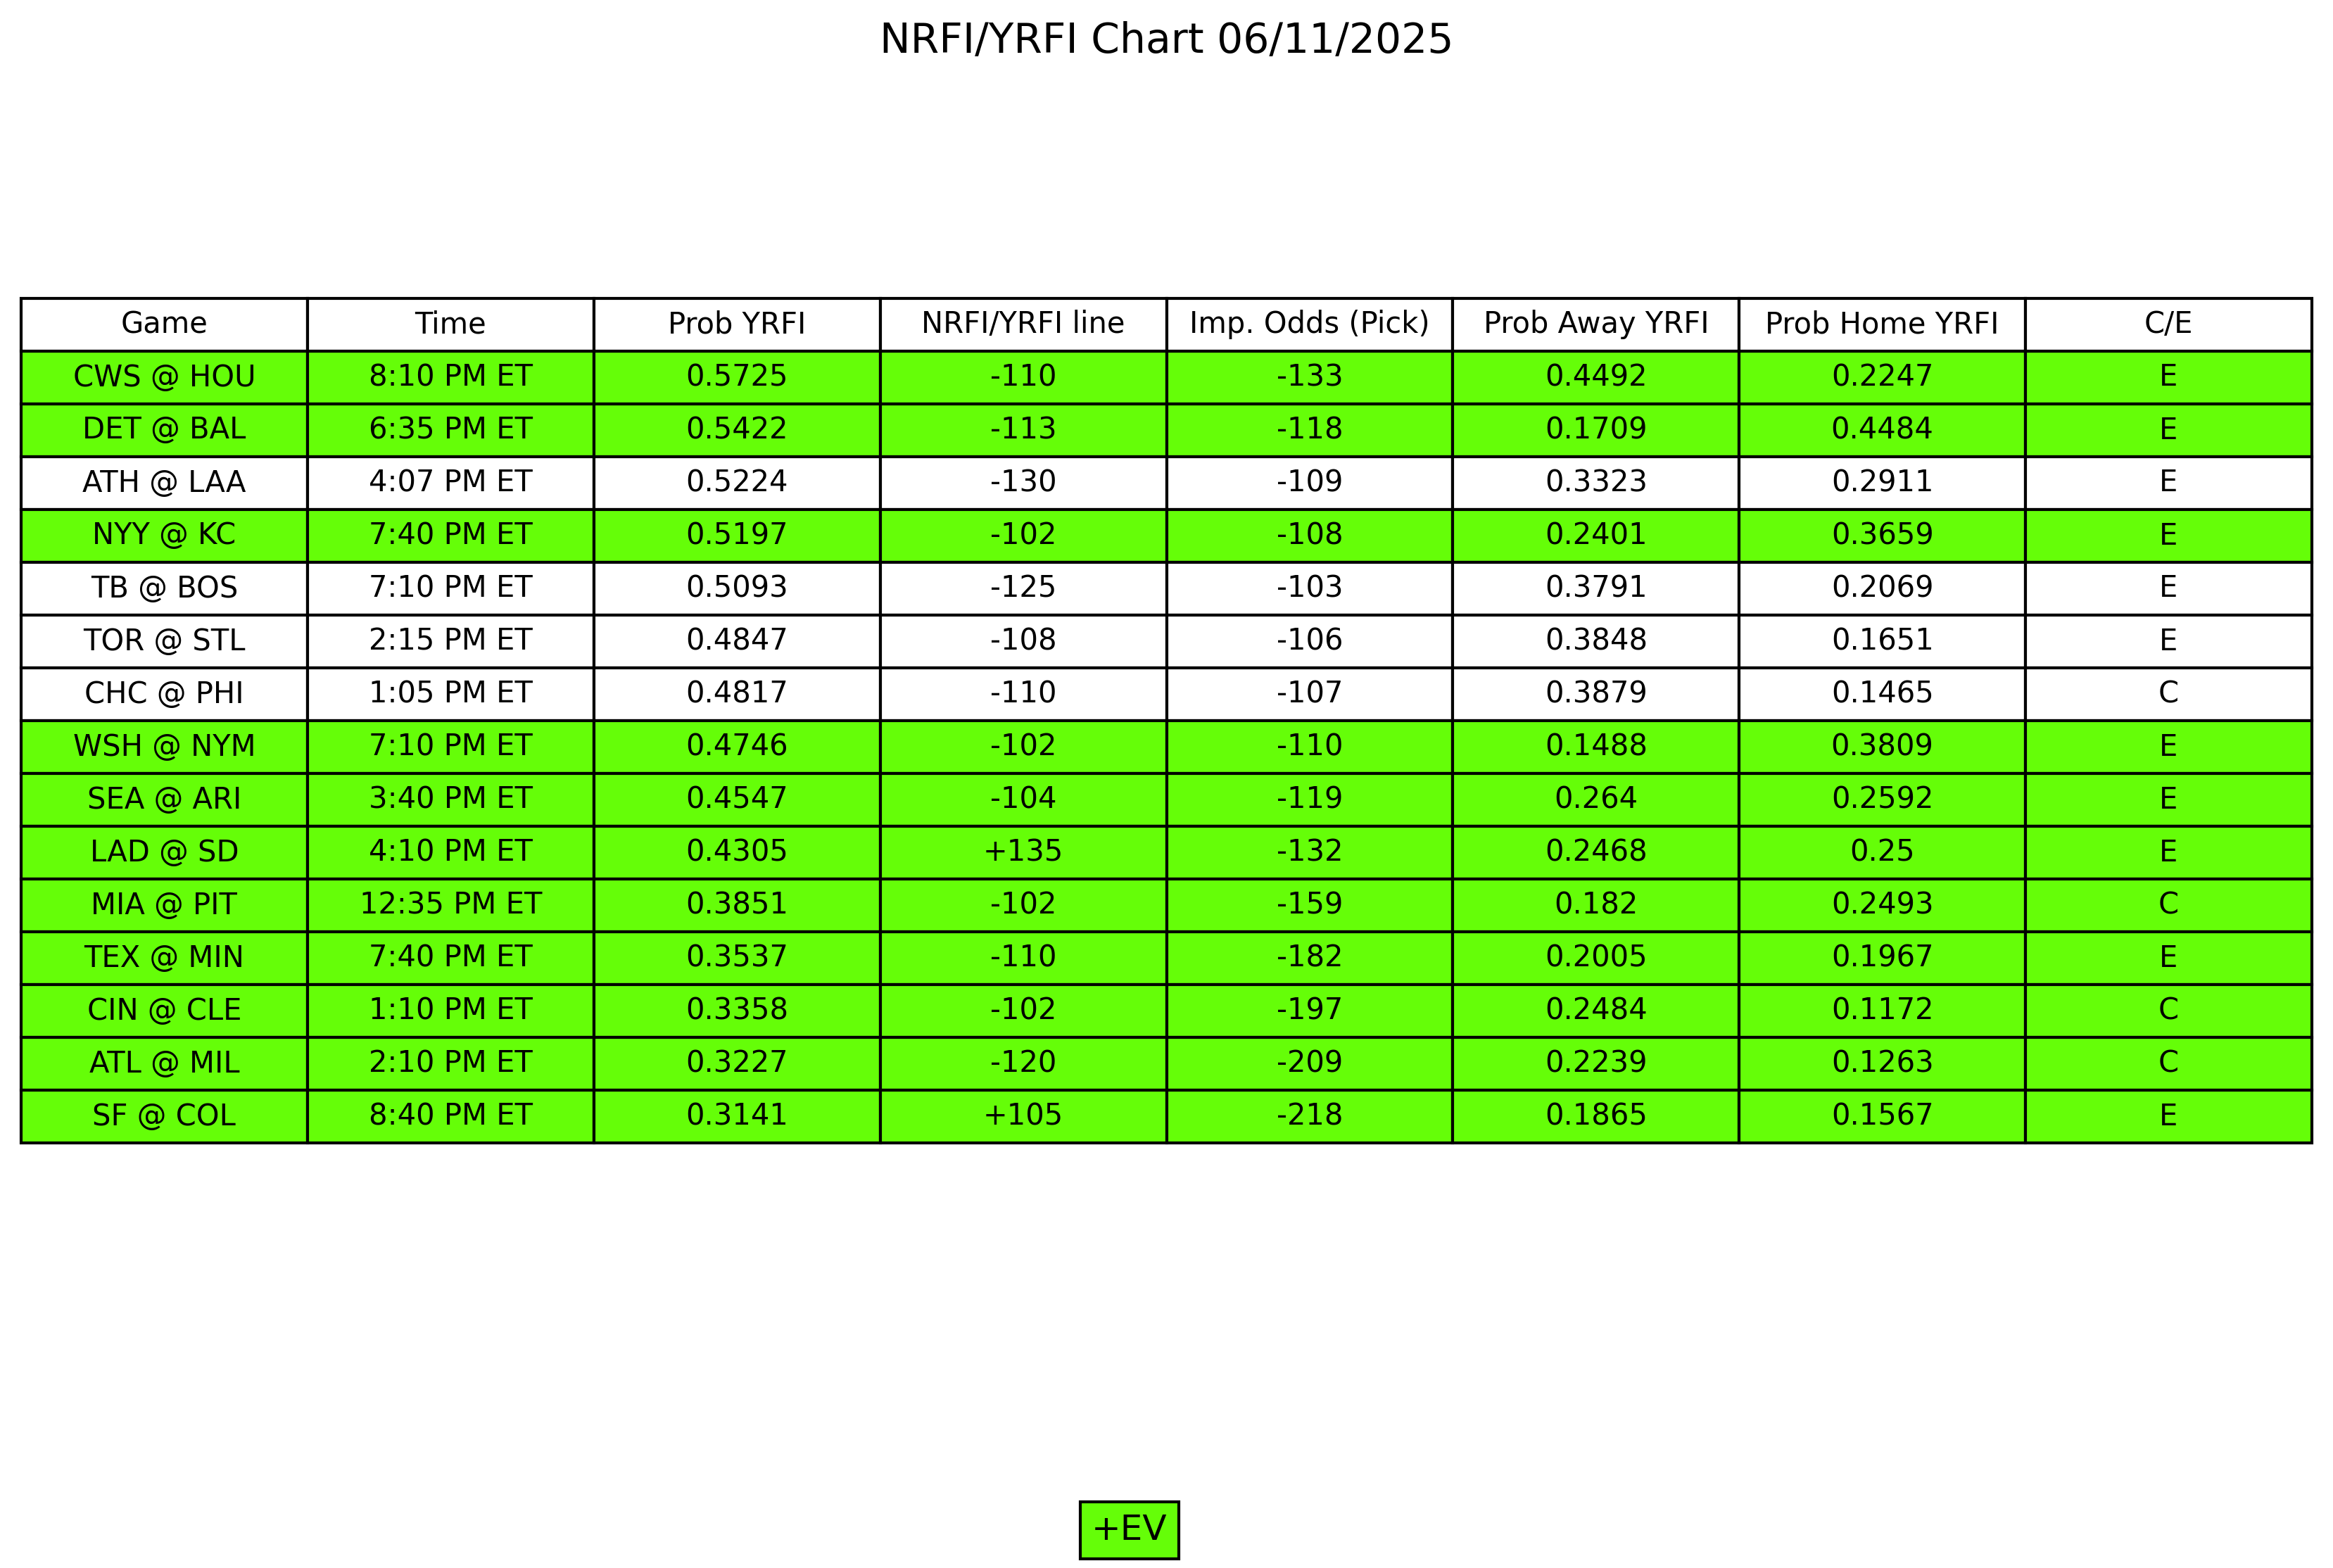 NRFI/YRFI Chart 06/11/2025
Game Time Prob YRFI NRFI/YRFI line Imp. Odds (Pick) Prob Away YRFI Prob Home YRFI C/E
CWS @ HOU 8:10 PM ET 0.5725 -110 -133 0.4492 0.2247 E
DET @ BAL 6:35 PM ET 0.5422 -113 -118 0.1709 0.4484 E
ATH @ LAA 4:07 PM ET 0.5224 -130 -109 0.3323 0.2911 E
NYY @ KC 7:40 PM ET 0.5197 -102 -108 0.2401 0.3659 E
TB @ BOS 7:10 PM ET 0.5093 -125 -103 0.3791 0.2069 E
TOR @ STL 2:15 PM ET 0.4847 -108 -106 0.3848 0.1651 E
CHC @ PHI 1:05 PM ET 0.4817 -110 -107 0.3879 0.1465 C
WSH @ NYM 7:10 PM ET 0.4746 -102 -110 0.1488 0.3809 E
SEA @ ARI 3:40 PM ET 0.4547 -104 -119 0.264 0.2592 E
LAD @ SD 4:10 PM ET 0.4305 +135 -132 0.2468 0.25 E
MIA @ PIT 12:35 PM ET 0.3851 -102 -159 0.182 0.2493 C
TEX @ MIN 7:40 PM ET 0.3537 -110 -182 0.2005 0.1967 E
CIN @ CLE 1:10 PM ET 0.3358 -102 -197 0.2484 0.1172 C
ATL @ MIL 2:10 PM ET 0.3227 -120 -209 0.2239 0.1263 C
SF @ COL 8:40 PM ET 0.3141 +105 -218 0.1865 0.1567 E
+EV